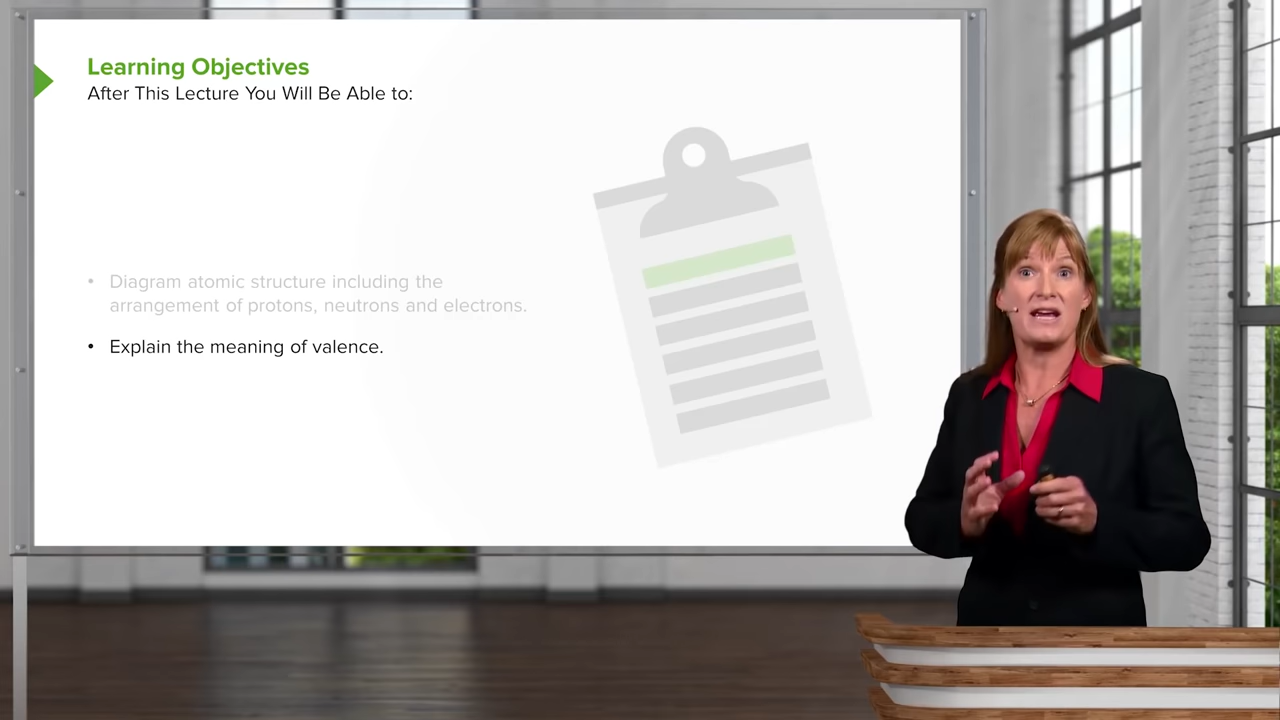 Learning Objectives
After This Lecture You Will Be Able to:
• Diagram atomic structure including the
arrangement of protons, neutrons and electrons.
• Explain the meaning of valence.